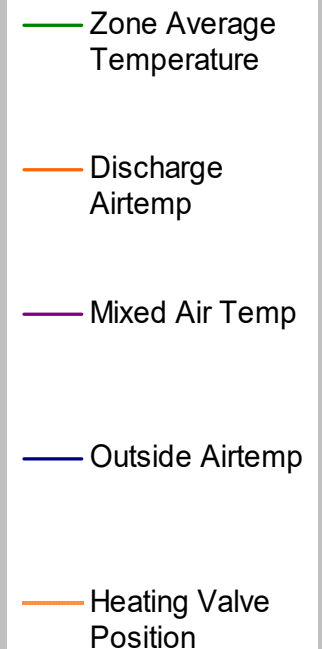 Zone Average
Temperature
Discharge
Airtemp
Mixed Air Temp
Outside Airtemp
Heating Valve
Position